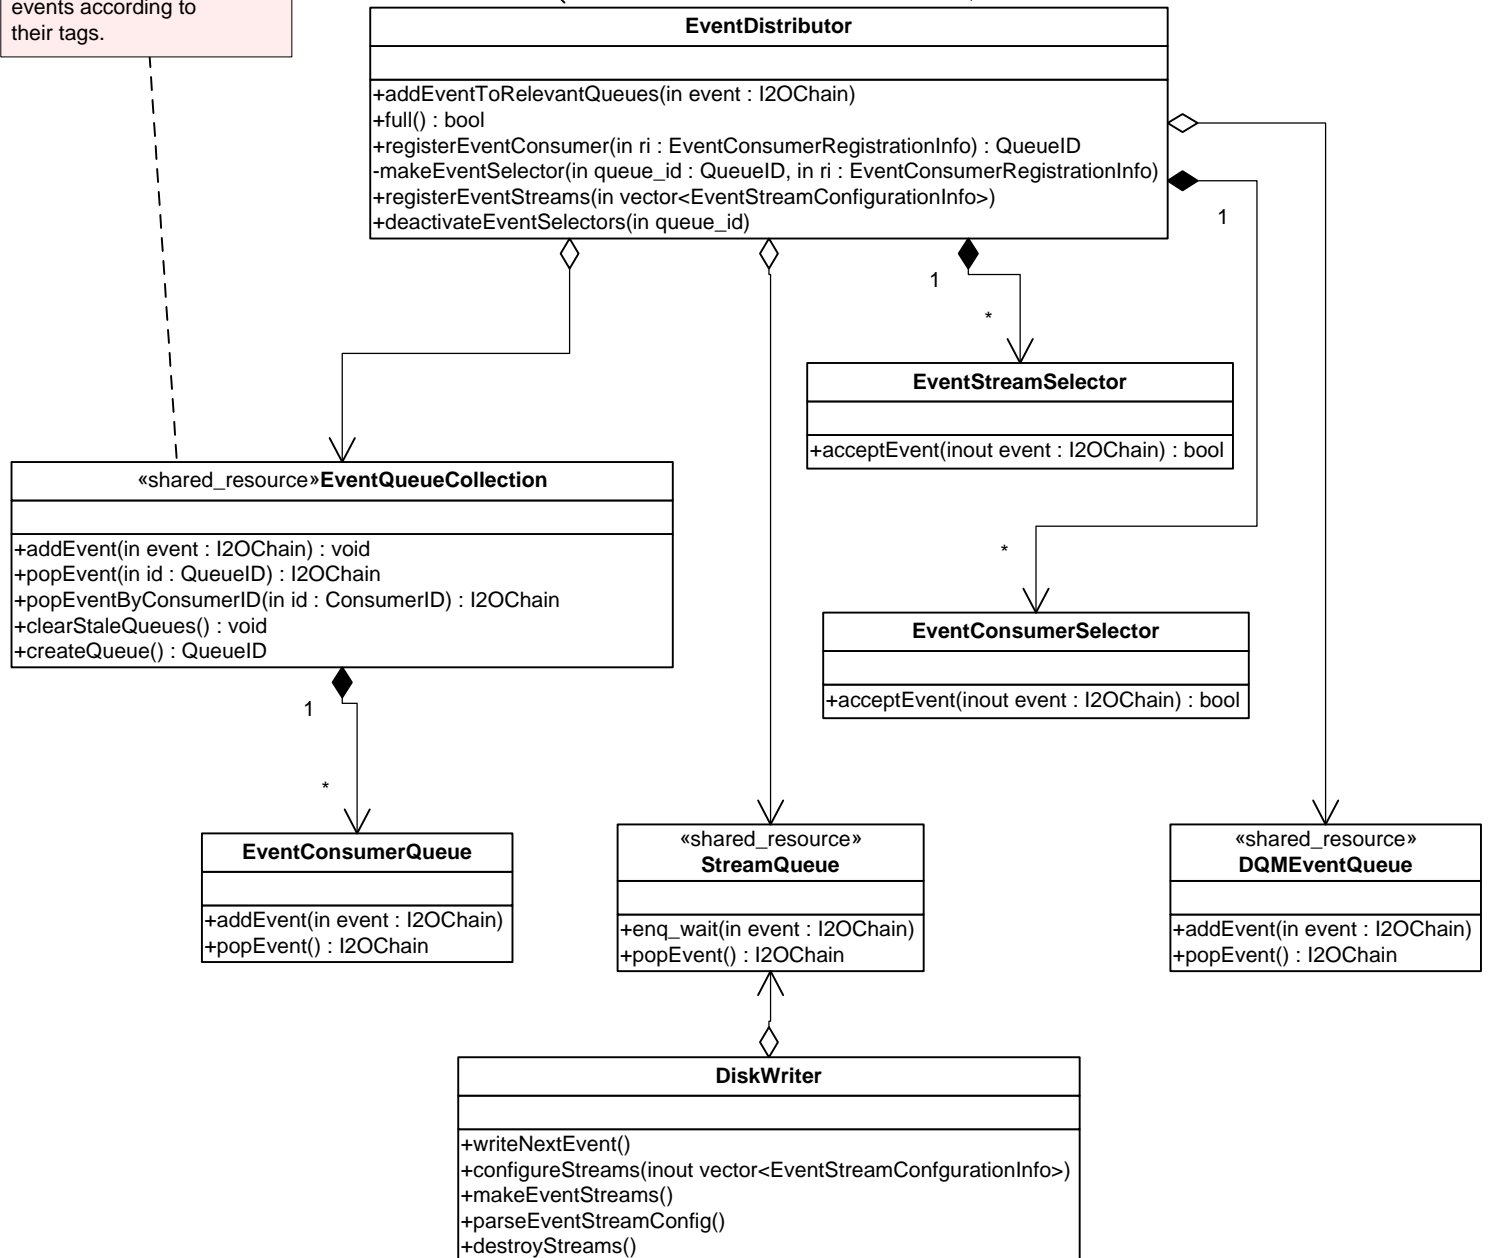 events according to
their tags.
EventDistributor
+addEventToRelevantQueues(in event : I2OChain)
+full() : bool
+registerEventConsumer(in ri : EventConsumerRegistrationInfo) : QueueID
-makeEventSelector(in queue_id : QueueID, in ri : EventConsumerRegistrationInfo)
+registerEventStreams(in vector<EventStreamConfigurationInfo>)
+deactivateEventSelectors(in queue_id)
1
1
*
EventStreamSelector
+acceptEvent(inout event : I2OChain) : bool
«shared_resource»EventQueueCollection
+addEvent(in event : I2OChain) : void
+popEvent(in id : QueueID) : I2OChain
+popEventByConsumerID(in id : ConsumerID) : I2OChain
+clearStaleQueues() : void
+createQueue() : QueueID
*
EventConsumerSelector
+acceptEvent(inout event : I2OChain) : bool
1
*
EventConsumerQueue
+addEvent(in event : I2OChain)
+popEvent() : I2OChain
«shared_resource»
StreamQueue
+enq_wait(in event : I2OChain)
+popEvent() : I2OChain
«shared_resource»
DQMEventQueue
+addEvent(in event : I2OChain)
+popEvent() : I2OChain
DiskWriter
+writeNextEvent()
+configureStreams(inout vector<EventStreamConfgurationInfo>)
+makeEventStreams()
+parseEventStreamConfig()
+destroyStreams()